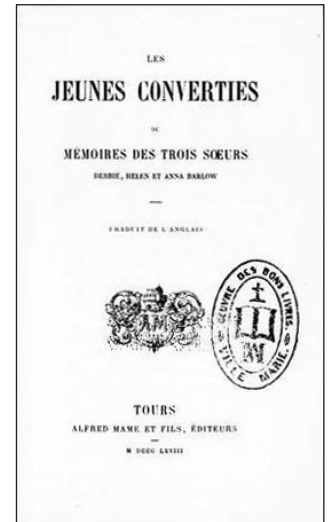 LES
JEUNES CONVERTIES
OU
MÉMOIRES DES TROIS SŒURS
DEBBIE, HELEN ET ANNA BARLOW
TRADUIT DE L'ANGLAIS
AM
ŒUVRE DES BONS LIVRES.
VILLE MARIE.
TOURS
ALFRED MAME ET FILS, ÉDITEURS
M DCCC LXVIII